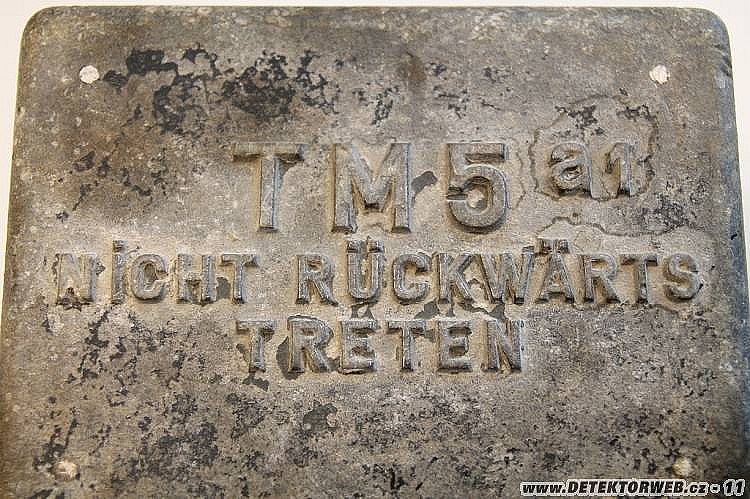 TM5 a1
NiCHT RÜCKWÄRTS
TRETEN
www.DETEKTORWEB.cz © 11